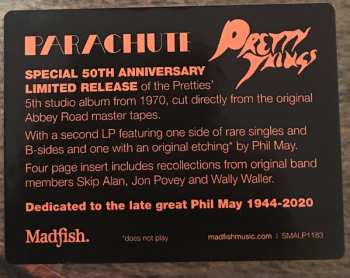 PARACHUTE
PRETTY THINGS
SPECIAL 50TH ANNIVERSARY
LIMITED RELEASE of the Pretties'
5th studio album from 1970, cut directly from the original
Abbey Road master tapes.
With a second LP featuring one side of rare singles and
B-sides and one with an original etching* by Phil May.
Four page insert includes recollections from original band
members Skip Alan, Jon Povey and Wally Waller.
Dedicated to the late great Phil May 1944-2020
Madfish.
*does not play
madfishmusic.com | SMALP1183